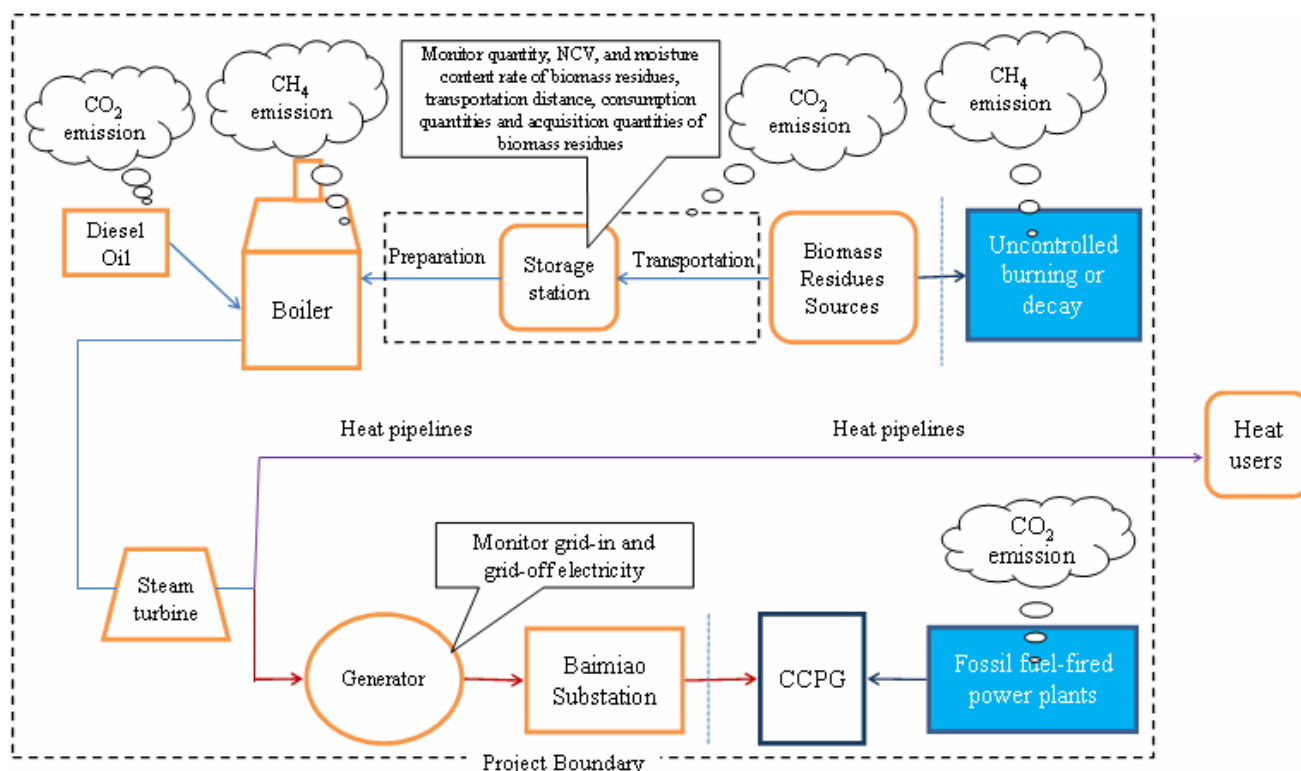 CO2
emission
CH4
emission
Monitor quantity, NCV, and moisture
content rate of biomass residues,
transportation distance, consumption
quantities and acquisition quantities of
biomass residues
CO2
emission
CH4
emission
Diesel
Oil
Boiler
Preparation
Storage
station
Transportation
Biomass
Residues
Sources
Uncontrolled
burning or
decay
Heat pipelines
Heat pipelines
Heat
users
Steam
turbine
Monitor grid-in and
grid-off electricity
Generator
Baimiao
Substation
CCPG
CO2
emission
Fossil fuel-fired
power plants
Project Boundary